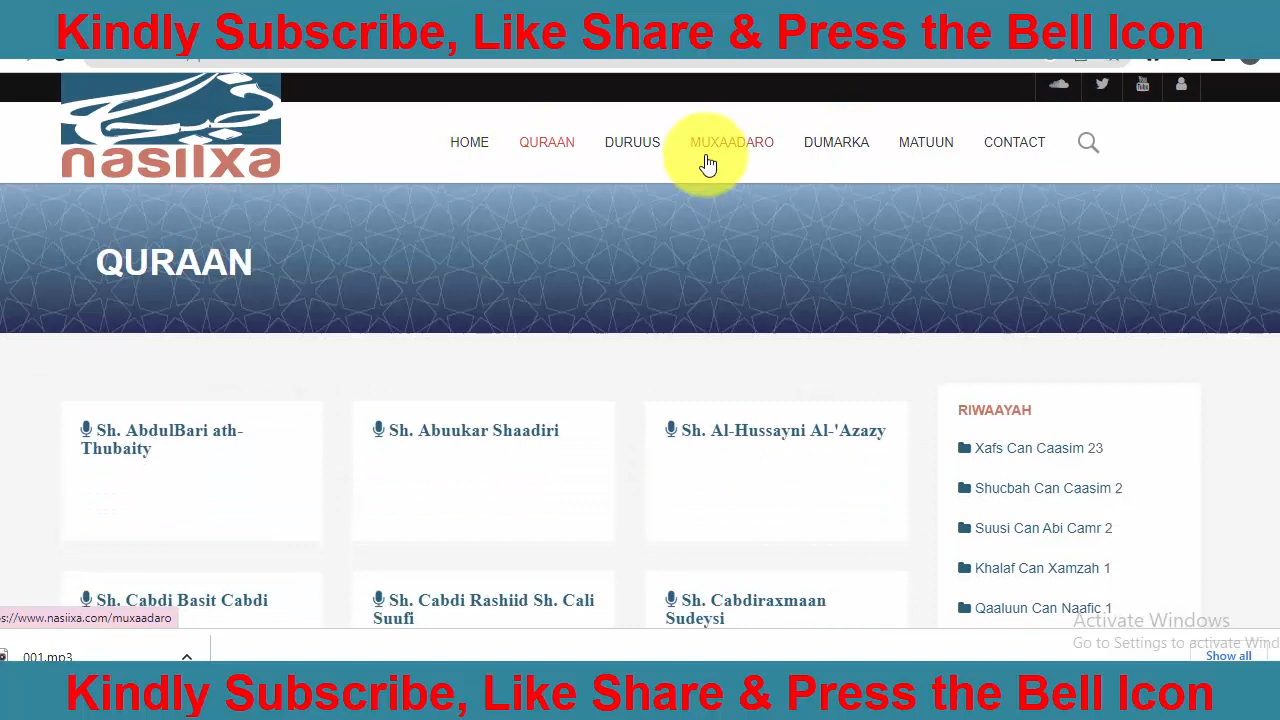 Kindly Subscribe, Like Share & Press the Bell Icon
nasiixa
HOME QURAAN DURUUS MUXAADARO DUMARKA MATUUN CONTACT
QURAAN
Sh. AbdulBari ath-
Thubaity
Sh. Abuukar Shaadiri
Sh. Al-Hussayni Al-'Azazy
RIWAAYAH
Xafs Can Caasim 23
Shucbah Can Caasim 2
Suusi Can Abi Camr 2
Khalaf Can Xamzah 1
Qaaluun Can Naafic 1
Sh. Cabdi Basit Cabdi
Sh. Cabdi Rashiid Sh. Cali
Suufi
Sh. Cabdiraxmaan
Sudeysi
ps://www.nasiixa.com/muxaadaro
Activate Windows
Go to Settings to activate Wind
001.mp3
Show all
Kindly Subscribe, Like Share & Press the Bell Icon